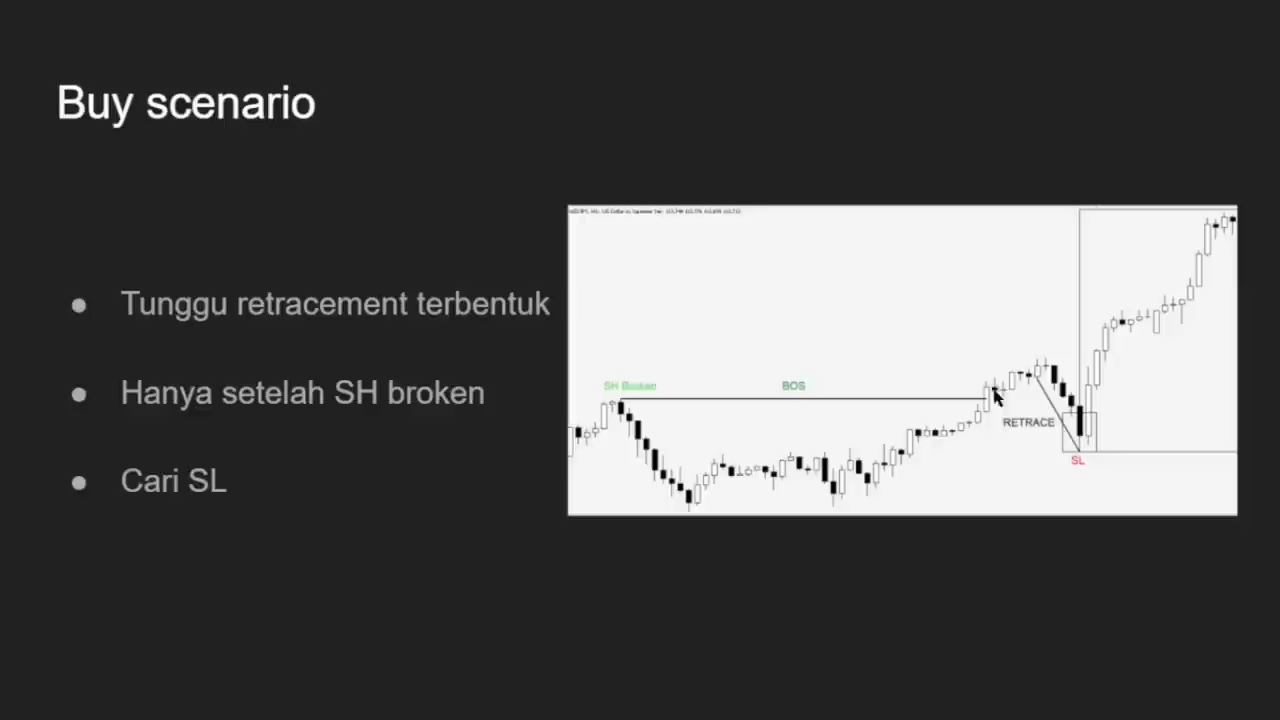 Buy scenario
● Tunggu retracement terbentuk
● Hanya setelah SH broken
● Cari SL
SH Broken
BOS
RETRACE
SL